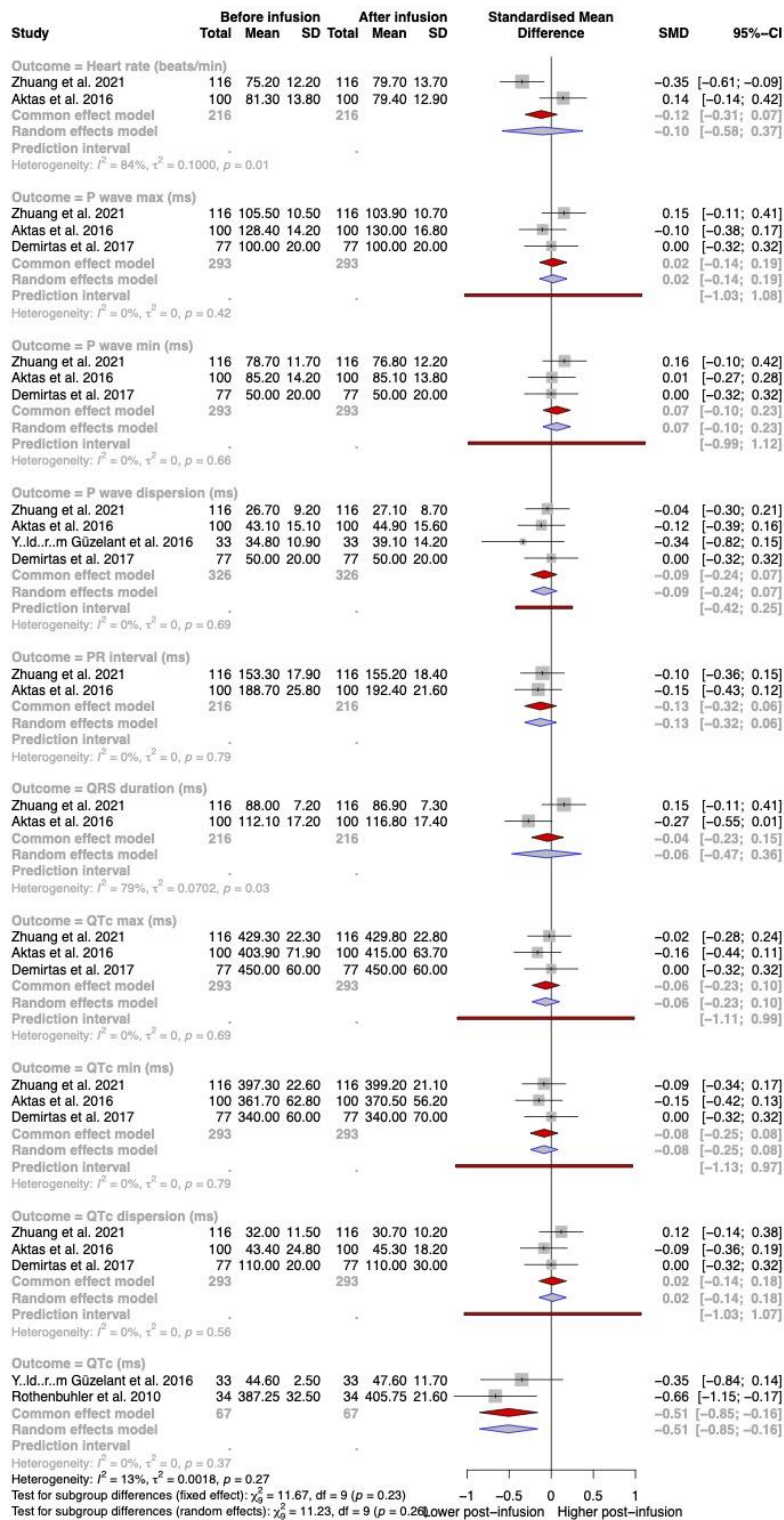 Before infusion After infusion Standardised Mean
Study Total Mean SD Total Mean SD Difference SMD 95%−CI
Outcome = Heart rate (beats/min)
Zhuang et al. 2021 116 75.20 12.20 116 79.70 13.70 −0.35 [−0.61; −0.09]
Aktas et al. 2016 100 81.30 13.80 100 79.40 12.90 0.14 [−0.14; 0.42]
Common effect model 216 216 −0.12 [−0.31; 0.07]
Random effects model −0.10 [−0.58; 0.37]
Prediction interval . .
Heterogeneity: I² = 84%, τ² = 0.1000, p = 0.01
Outcome = P wave max (ms)
Zhuang et al. 2021 116 105.50 10.50 116 103.90 10.70 0.15 [−0.11; 0.41]
Aktas et al. 2016 100 128.40 14.20 100 130.00 16.80 −0.10 [−0.38; 0.17]
Demirtas et al. 2017 77 100.00 20.00 77 100.00 20.00 0.00 [−0.32; 0.32]
Common effect model 293 293 0.02 [−0.14; 0.19]
Random effects model 0.02 [−0.14; 0.19]
Prediction interval . . [−1.03; 1.08]
Heterogeneity: I² = 0%, τ² = 0, p = 0.42
Outcome = P wave min (ms)
Zhuang et al. 2021 116 78.70 11.70 116 76.80 12.20 0.16 [−0.10; 0.42]
Aktas et al. 2016 100 85.20 14.20 100 85.10 13.80 0.01 [−0.27; 0.28]
Demirtas et al. 2017 77 50.00 20.00 77 50.00 20.00 0.00 [−0.32; 0.32]
Common effect model 293 293 0.07 [−0.10; 0.23]
Random effects model 0.07 [−0.10; 0.23]
Prediction interval . . [−0.99; 1.12]
Heterogeneity: I² = 0%, τ² = 0, p = 0.66
Outcome = P wave dispersion (ms)
Zhuang et al. 2021 116 26.70 9.20 116 27.10 8.70 −0.04 [−0.30; 0.21]
Aktas et al. 2016 100 43.10 15.10 100 44.90 15.60 −0.12 [−0.39; 0.16]
Y..ld..r..m Güzelant et al. 2016 33 34.80 10.90 33 39.10 14.20 −0.34 [−0.82; 0.15]
Demirtas et al. 2017 77 50.00 20.00 77 50.00 20.00 0.00 [−0.32; 0.32]
Common effect model 326 326 −0.09 [−0.24; 0.07]
Random effects model −0.09 [−0.24; 0.07]
Prediction interval . . [−0.42; 0.25]
Heterogeneity: I² = 0%, τ² = 0, p = 0.69
Outcome = PR interval (ms)
Zhuang et al. 2021 116 153.30 17.90 116 155.20 18.40 −0.10 [−0.36; 0.15]
Aktas et al. 2016 100 188.70 25.80 100 192.40 21.60 −0.15 [−0.43; 0.12]
Common effect model 216 216 −0.13 [−0.32; 0.06]
Random effects model −0.13 [−0.32; 0.06]
Prediction interval . .
Heterogeneity: I² = 0%, τ² = 0, p = 0.79
Outcome = QRS duration (ms)
Zhuang et al. 2021 116 88.00 7.20 116 86.90 7.30 0.15 [−0.11; 0.41]
Aktas et al. 2016 100 112.10 17.20 100 116.80 17.40 −0.27 [−0.55; 0.01]
Common effect model 216 216 −0.04 [−0.23; 0.15]
Random effects model −0.06 [−0.47; 0.36]
Prediction interval . .
Heterogeneity: I² = 79%, τ² = 0.0702, p = 0.03
Outcome = QTc max (ms)
Zhuang et al. 2021 116 429.30 22.30 116 429.80 22.80 −0.02 [−0.28; 0.24]
Aktas et al. 2016 100 403.90 71.90 100 415.00 63.70 −0.16 [−0.44; 0.11]
Demirtas et al. 2017 77 450.00 60.00 77 450.00 60.00 0.00 [−0.32; 0.32]
Common effect model 293 293 −0.06 [−0.23; 0.10]
Random effects model −0.06 [−0.23; 0.10]
Prediction interval . . [−1.11; 0.99]
Heterogeneity: I² = 0%, τ² = 0, p = 0.69
Outcome = QTc min (ms)
Zhuang et al. 2021 116 397.30 22.60 116 399.20 21.10 −0.09 [−0.34; 0.17]
Aktas et al. 2016 100 361.70 62.80 100 370.50 56.20 −0.15 [−0.42; 0.13]
Demirtas et al. 2017 77 340.00 60.00 77 340.00 70.00 0.00 [−0.32; 0.32]
Common effect model 293 293 −0.08 [−0.25; 0.08]
Random effects model −0.08 [−0.25; 0.08]
Prediction interval . . [−1.13; 0.97]
Heterogeneity: I² = 0%, τ² = 0, p = 0.79
Outcome = QTc dispersion (ms)
Zhuang et al. 2021 116 32.00 11.50 116 30.70 10.20 0.12 [−0.14; 0.38]
Aktas et al. 2016 100 43.40 24.80 100 45.30 18.20 −0.09 [−0.36; 0.19]
Demirtas et al. 2017 77 110.00 20.00 77 110.00 30.00 0.00 [−0.32; 0.32]
Common effect model 293 293 0.02 [−0.14; 0.18]
Random effects model 0.02 [−0.14; 0.18]
Prediction interval . . [−1.03; 1.07]
Heterogeneity: I² = 0%, τ² = 0, p = 0.56
Outcome = QTc (ms)
Y..ld..r..m Güzelant et al. 2016 33 44.60 2.50 33 47.60 11.70 −0.35 [−0.84; 0.14]
Rothenbuhler et al. 2010 34 387.25 32.50 34 405.75 21.60 −0.66 [−1.15; −0.17]
Common effect model 67 67 −0.51 [−0.85; −0.16]
Random effects model −0.51 [−0.85; −0.16]
Prediction interval . .
Heterogeneity: I² = 0%, τ² = 0, p = 0.37
Heterogeneity: I² = 13%, τ² = 0.0018, p = 0.27
−1 −0.5 0 0.5 1
Test for subgroup differences (fixed effect): χ²₉ = 11.67, df = 9 (p = 0.23)
Test for subgroup differences (random effects): χ²₉ = 11.23, df = 9 (p = 0.26) Lower post−infusion Higher post−infusion